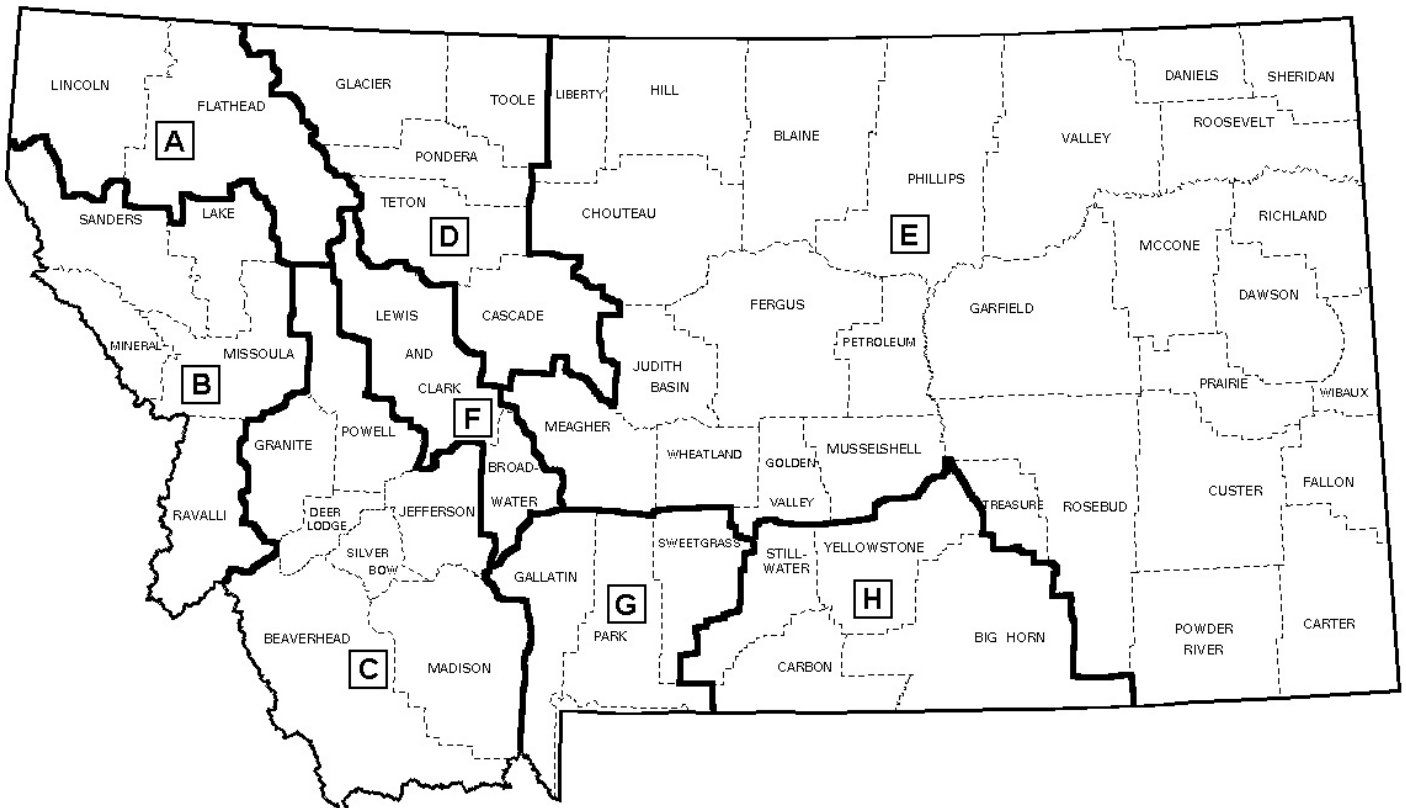 LINCOLN
FLATHEAD
A
GLACIER
TOOLE
PONDERA
TETON
D
LIBERTY
HILL
CHOUTEAU
BLAINE
PHILLIPS
E
VALLEY
DANIELS
SHERIDAN
ROOSEVELT
RICHLAND
MCCONE
DAWSON
GARFIELD
FERGUS
PETROLEUM
JUDITH
BASIN
CASCADE
SANDERS
LAKE
MINERAL
MISSOULA
B
RAVALLI
GRANITE
POWELL
LEWIS
AND
CLARK
F
BROAD-
WATER
MEAGHER
WHEATLAND
GOLDEN
VALLEY
MUSSELSHELL
TREASURE
ROSEBUD
PRAIRIE
WIBAUX
CUSTER
FALLON
POWDER
RIVER
CARTER
DEER
LODGE
JEFFERSON
SILVER
BOW
BEAVERHEAD
C
MADISON
GALLATIN
G
PARK
SWEETGRASS
STILL-
WATER
YELLOWSTONE
H
CARBON
BIG HORN